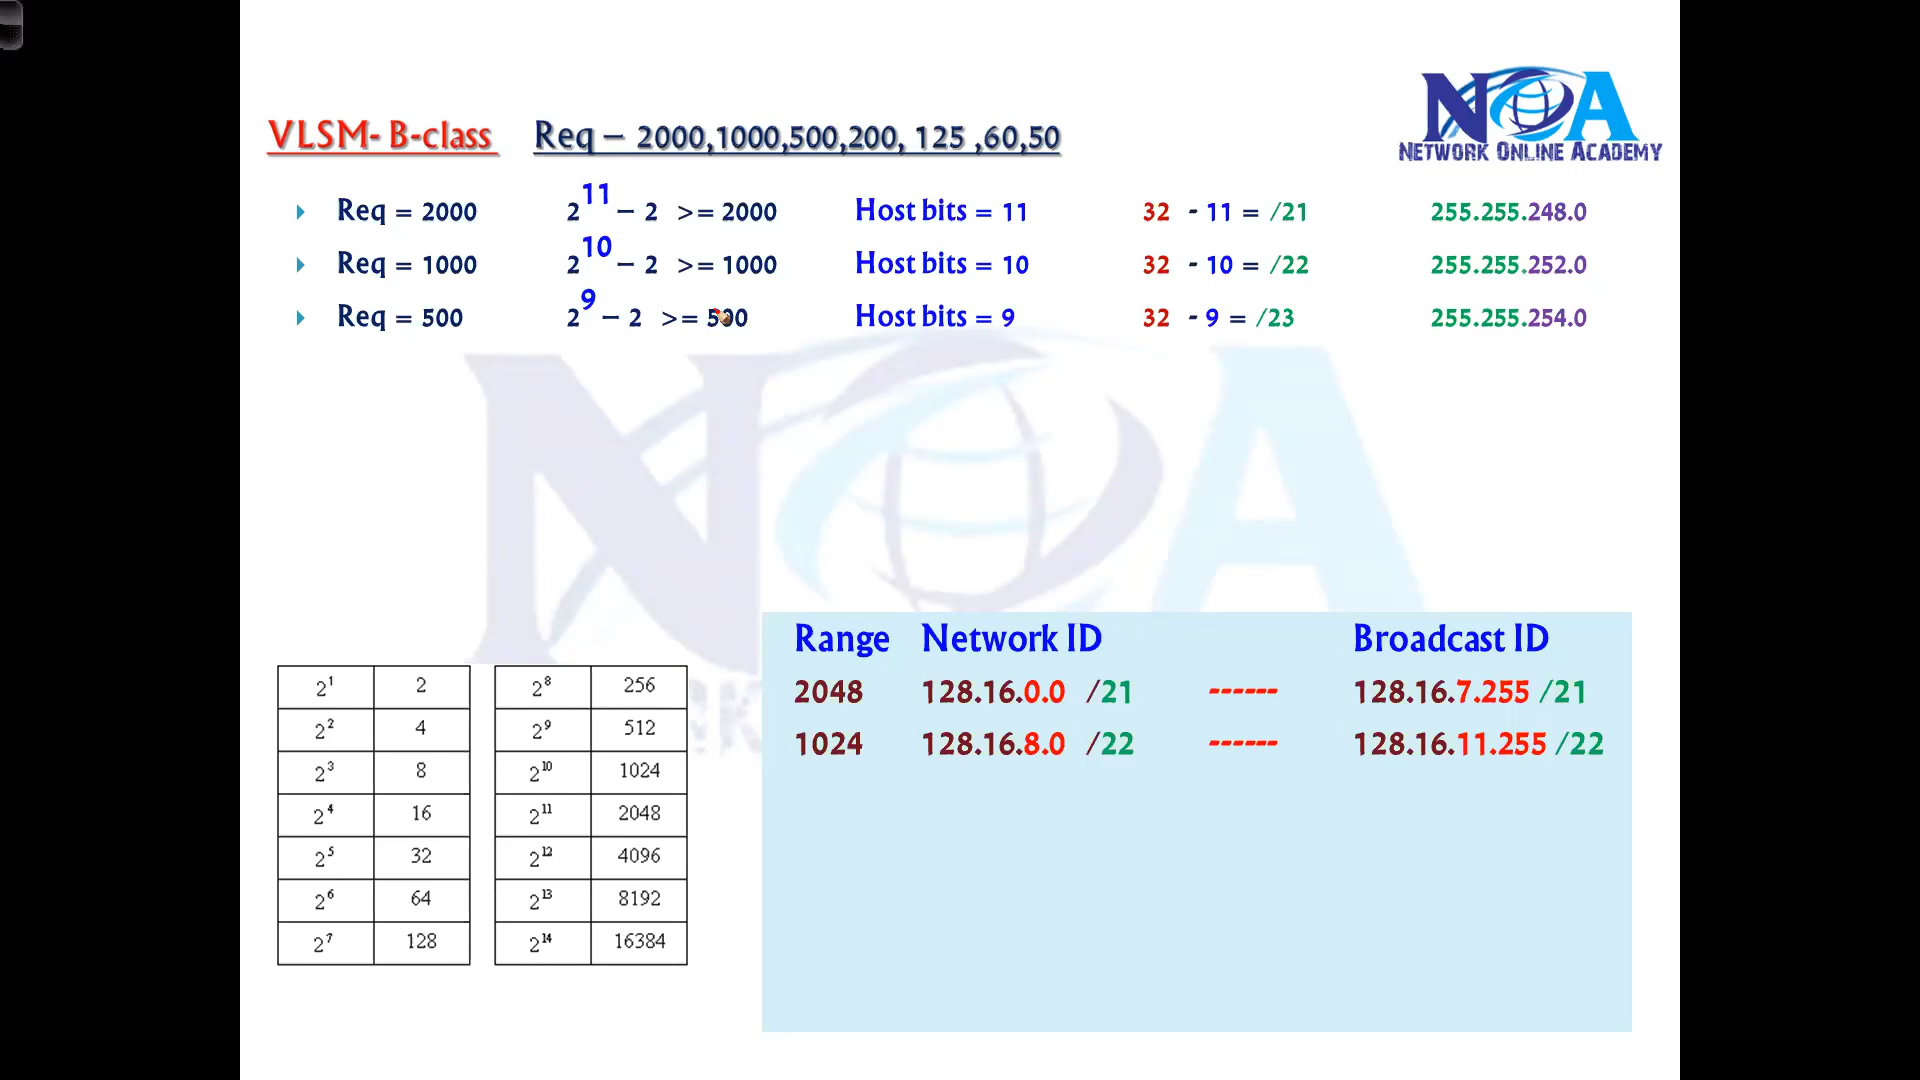 NOA
NETWORK ONLINE ACADEMY
VLSM- B-class Req – 2000,1000,500,200, 125 ,60,50
Req = 2000 2^11 – 2 >= 2000 Host bits = 11 32 - 11 = /21 255.255.248.0
Req = 1000 2^10 – 2 >= 1000 Host bits = 10 32 - 10 = /22 255.255.252.0
Req = 500 2^9 – 2 >= 500 Host bits = 9 32 - 9 = /23 255.255.254.0
Range Network ID Broadcast ID
2048 128.16.0.0 /21 ------ 128.16.7.255 /21
1024 128.16.8.0 /22 ------ 128.16.11.255 /22
2^1 2 2^8 256
2^2 4 2^9 512
2^3 8 2^10 1024
2^4 16 2^11 2048
2^5 32 2^12 4096
2^6 64 2^13 8192
2^7 128 2^14 16384